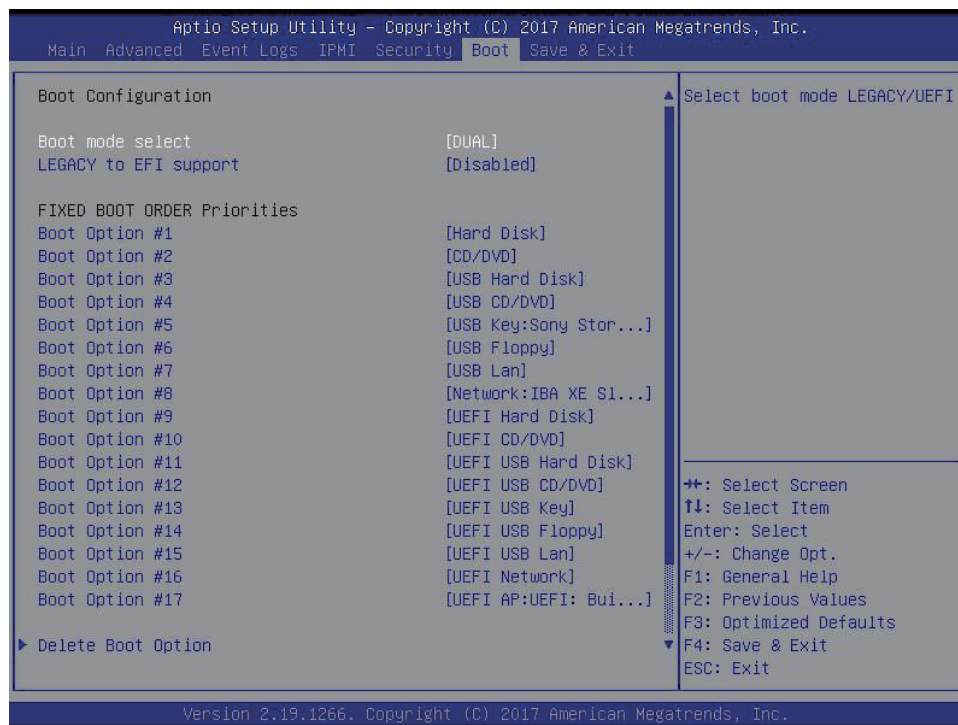 Aptio Setup Utility – Copyright (C) 2017 American Megatrends, Inc.
Main Advanced Event Logs IPMI Security Boot Save & Exit
Boot Configuration
Select boot mode LEGACY/UEFI
Boot mode select [DUAL]
LEGACY to EFI support [Disabled]
FIXED BOOT ORDER Priorities
Boot Option #1 [Hard Disk]
Boot Option #2 [CD/DVD]
Boot Option #3 [USB Hard Disk]
Boot Option #4 [USB CD/DVD]
Boot Option #5 [USB Key:Sony Stor...]
Boot Option #6 [USB Floppy]
Boot Option #7 [USB Lan]
Boot Option #8 [Network:IBA XE Sl...]
Boot Option #9 [UEFI Hard Disk]
Boot Option #10 [UEFI CD/DVD]
Boot Option #11 [UEFI USB Hard Disk]
Boot Option #12 [UEFI USB CD/DVD]
Boot Option #13 [UEFI USB Key]
Boot Option #14 [UEFI USB Floppy]
Boot Option #15 [UEFI USB Lan]
Boot Option #16 [UEFI Network]
Boot Option #17 [UEFI AP:UEFI: Bui...]
Delete Boot Option
→←: Select Screen
↑↓: Select Item
Enter: Select
+/-: Change Opt.
F1: General Help
F2: Previous Values
F3: Optimized Defaults
F4: Save & Exit
ESC: Exit
Version 2.19.1266. Copyright (C) 2017 American Megatrends, Inc.